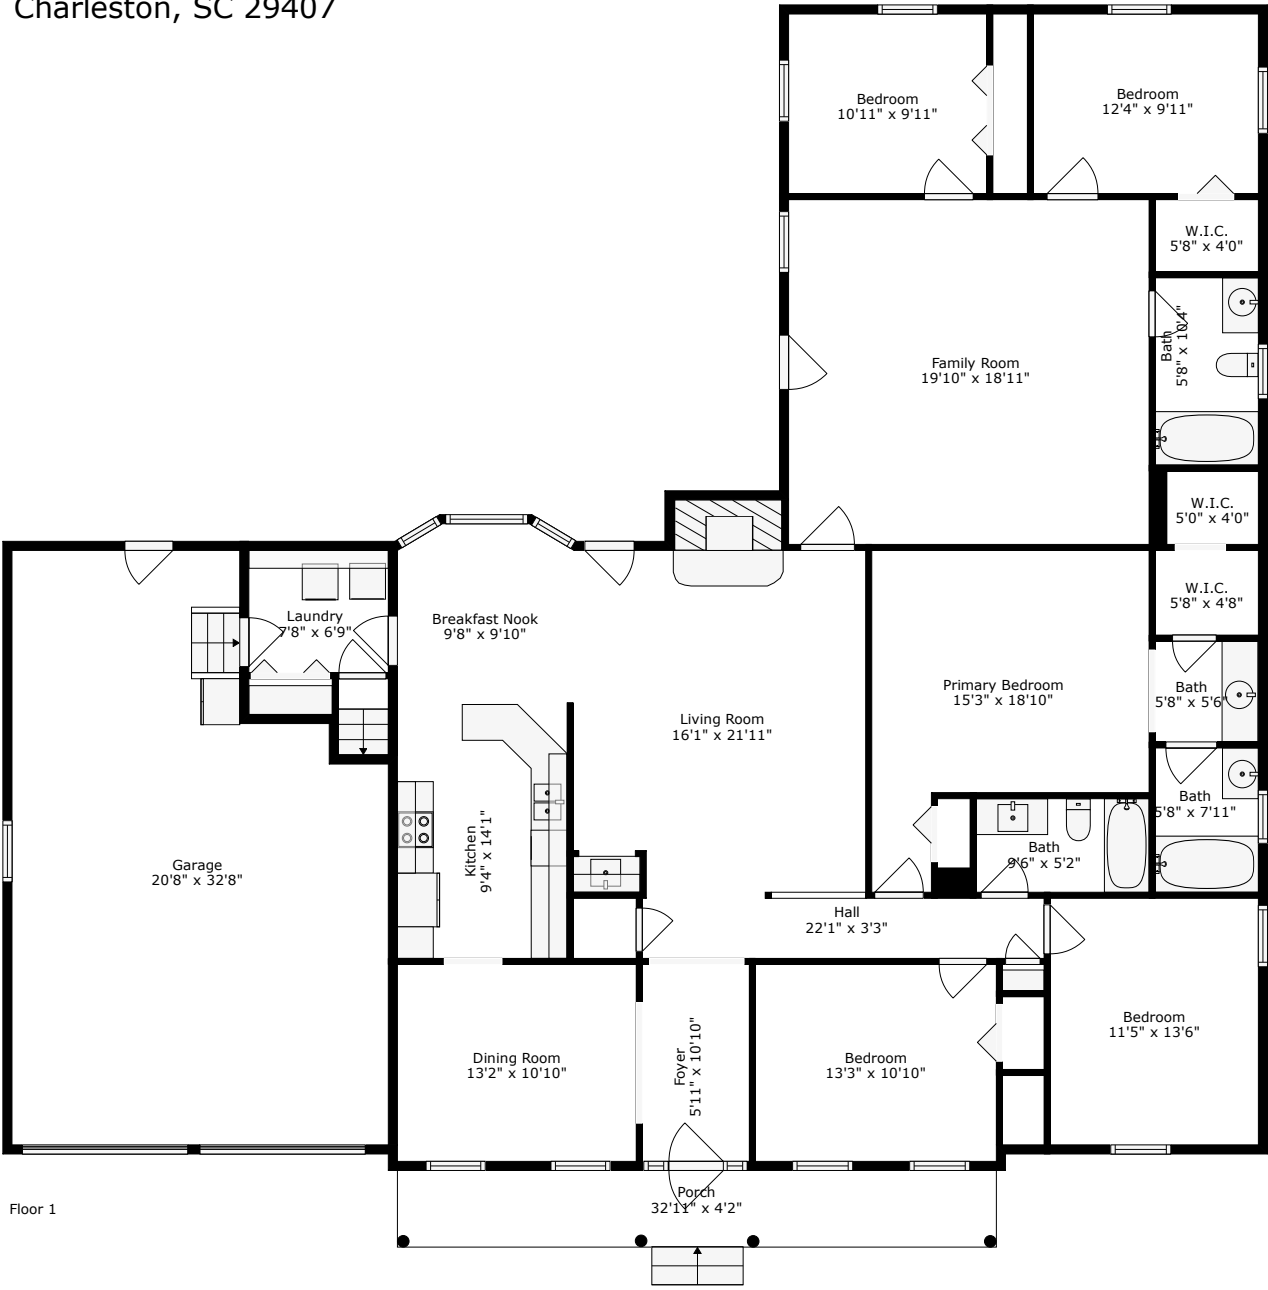 Charleston, SC 29407
Bedroom
10'11" x 9'11"
Bedroom
12'4" x 9'11"
W.I.C.
5'8" x 4'0"
Bath
5'8" x 10'4"
Family Room
19'10" x 18'11"
W.I.C.
5'0" x 4'0"
W.I.C.
5'8" x 4'8"
Laundry
7'8" x 6'9"
Breakfast Nook
9'8" x 9'10"
Primary Bedroom
15'3" x 18'10"
Bath
5'8" x 5'6"
Living Room
16'1" x 21'11"
Bath
5'8" x 7'11"
Kitchen
9'4" x 14'1"
Bath
9'6" x 5'2"
Garage
20'8" x 32'8"
Hall
22'1" x 3'3"
Bedroom
11'5" x 13'6"
Dining Room
13'2" x 10'10"
Foyer
5'11" x 10'10"
Bedroom
13'3" x 10'10"
Porch
32'11" x 4'2"
Floor 1